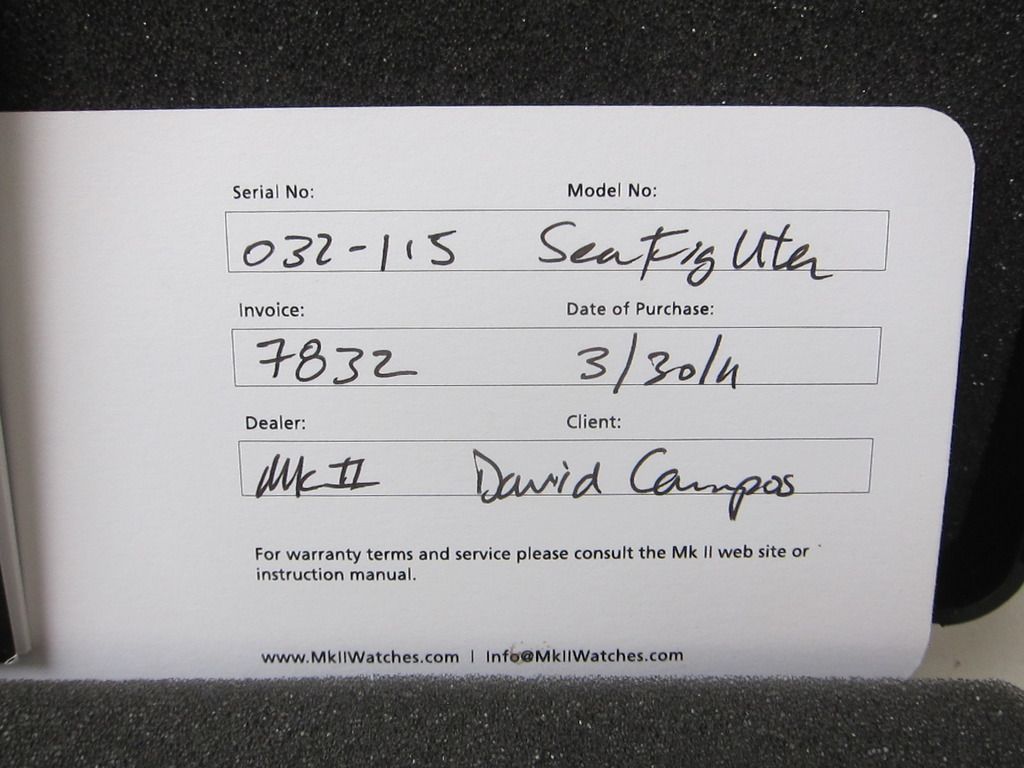 Serial No: Model No:
032-115 SeaFighter
Invoice: Date of Purchase:
7832 3/30/11
Dealer: Client:
Mk II David Campos
For warranty terms and service please consult the Mk II web site or
instruction manual.
www.MkIIWatches.com | Info@MkIIWatches.com